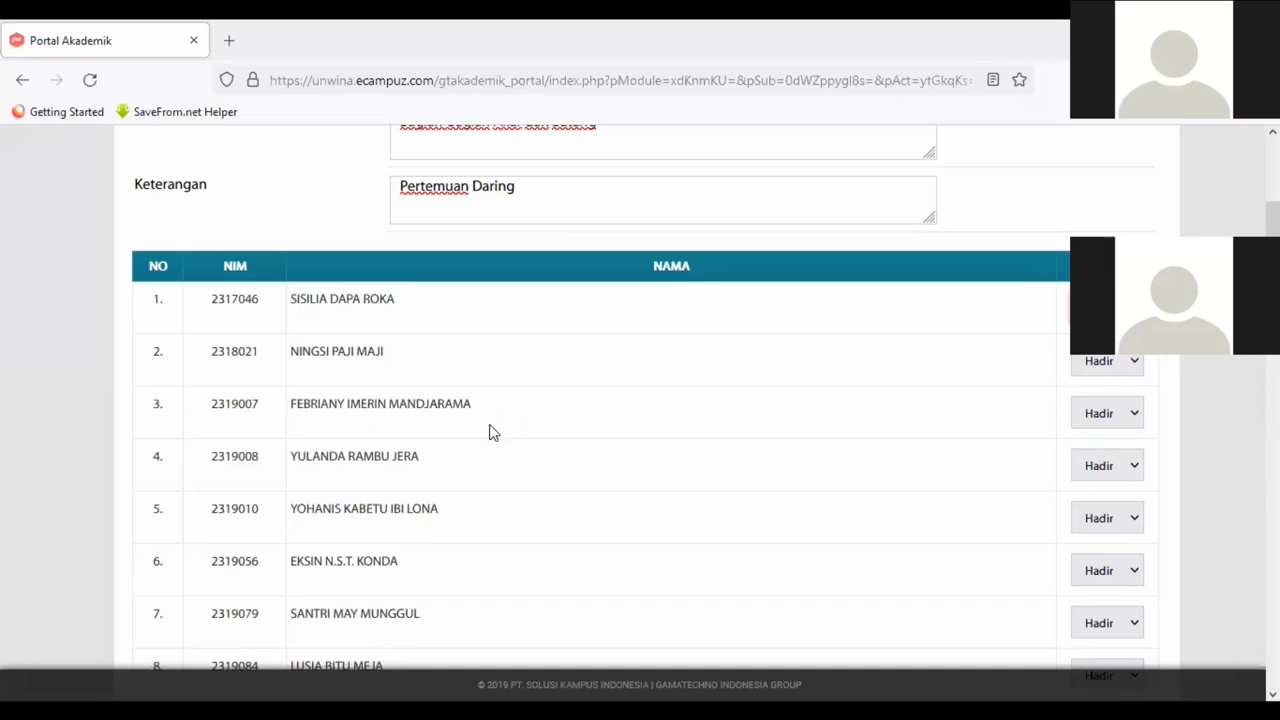 Portal Akademik
https://unwina.ecampuz.com/gtakademik_portal/index.php?pModule=xdKnmKU=&pSub=0dWZppygl8s=&pAct=ytGkqKs=
Getting Started SaveFrom.net Helper
Keterangan Pertemuan Daring
NO NIM NAMA
1. 2317046 SISILIA DAPA ROKA
2. 2318021 NINGSI PAJI MAJI Hadir
3. 2319007 FEBRIANY IMERIN MANDJARAMA Hadir
4. 2319008 YULANDA RAMBU JERA Hadir
5. 2319010 YOHANIS KABETU IBI LONA Hadir
6. 2319056 EKSIN N.S.T. KONDA Hadir
7. 2319079 SANTRI MAY MUNGGUL Hadir
8. 2319084 LUSIA BITU MEJA Hadir
© 2019 PT. SOLUSI KAMPUS INDONESIA | GAMATECHNO INDONESIA GROUP